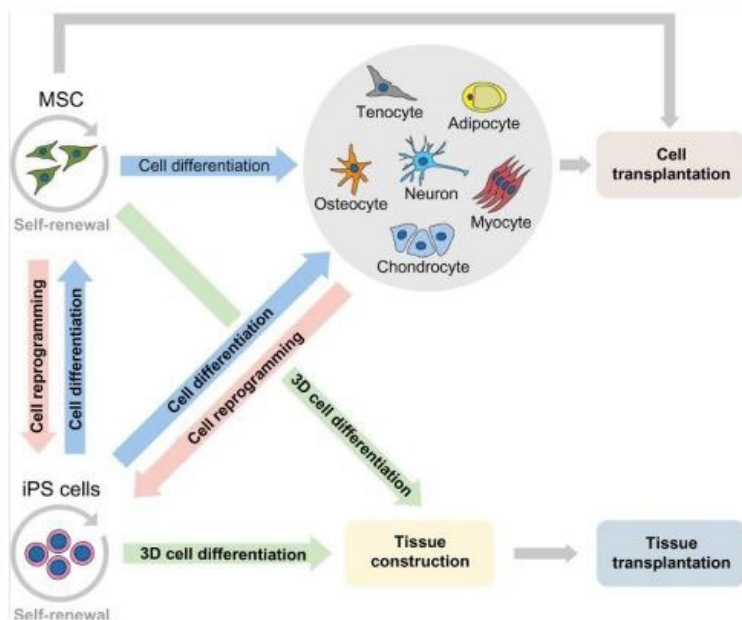 MSC
Self-renewal
Cell differentiation
Tenocyte
Adipocyte
Osteocyte
Neuron
Myocyte
Chondrocyte
Cell
transplantation
Cell reprogramming
Cell differentiation
Cell differentiation
Cell reprogramming
3D cell differentiation
iPS cells
Self-renewal
3D cell differentiation
Tissue
construction
Tissue
transplantation